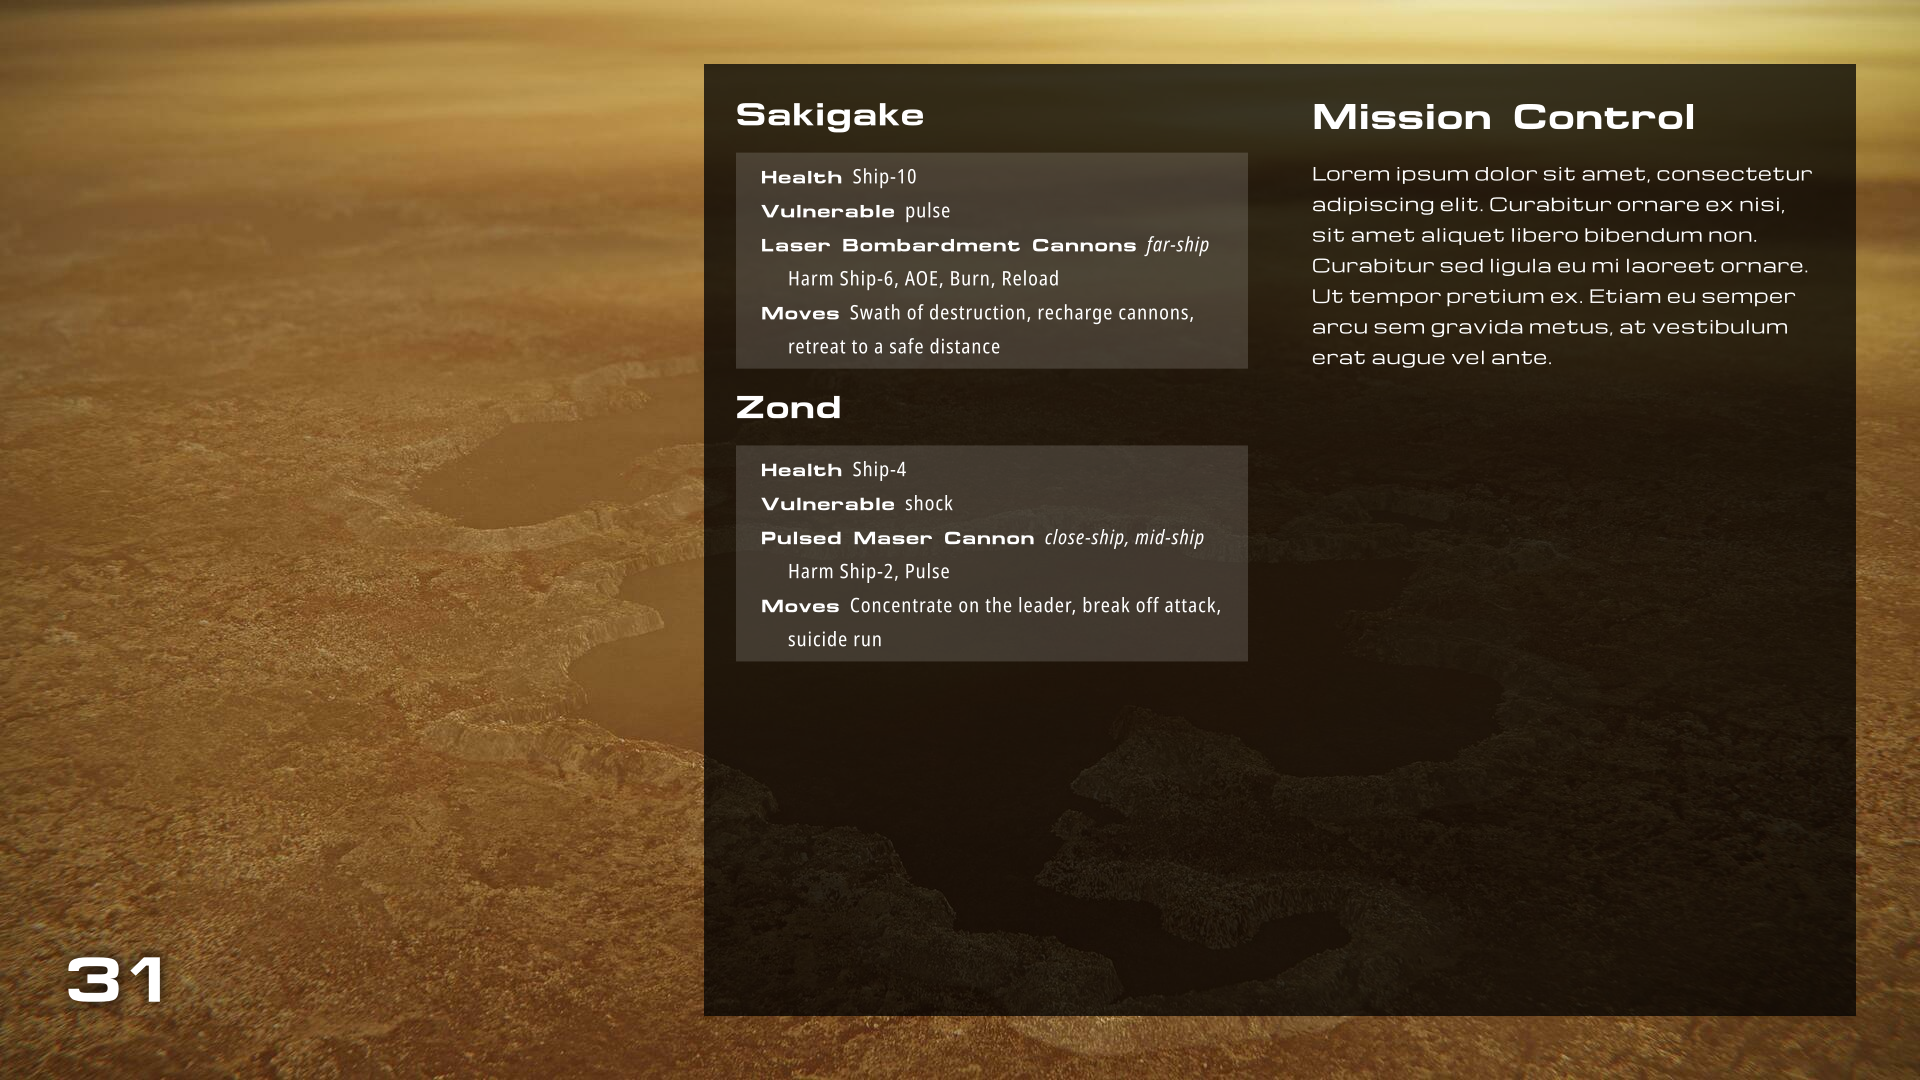 Sakigake
Health Ship-10
Vulnerable pulse
Laser Bombardment Cannons far-ship
Harm Ship-6, AOE, Burn, Reload
Moves Swath of destruction, recharge cannons,
retreat to a safe distance
Zond
Health Ship-4
Vulnerable shock
Pulsed Maser Cannon close-ship, mid-ship
Harm Ship-2, Pulse
Moves Concentrate on the leader, break off attack,
suicide run
Mission Control
Lorem ipsum dolor sit amet, consectetur
adipiscing elit. Curabitur ornare ex nisi,
sit amet aliquet libero bibendum non.
Curabitur sed ligula eu mi laoreet ornare.
Ut tempor pretium ex. Etiam eu semper
arcu sem gravida metus, at vestibulum
erat augue vel ante.
31